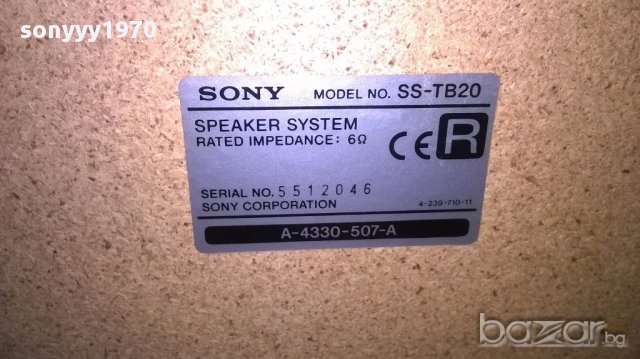 sonyyy1970
SONY MODEL NO. SS-TB20
SPEAKER SYSTEM
RATED IMPEDANCE: 6Ω
CE R
SERIAL NO. 5512046
SONY CORPORATION 4-239-710-11
A-4330-507-A
bazar.bg